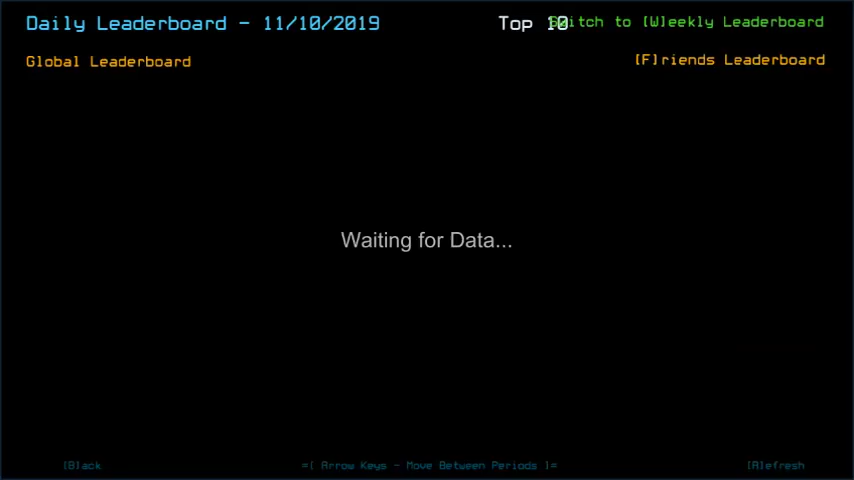 Daily Leaderboard - 11/10/2019 Top 10 Switch to [W]eekly Leaderboard
Global Leaderboard [F]riends Leaderboard
Waiting for Data...
[B]ack =[ Arrow Keys - Move Between Periods ]= [R]efresh